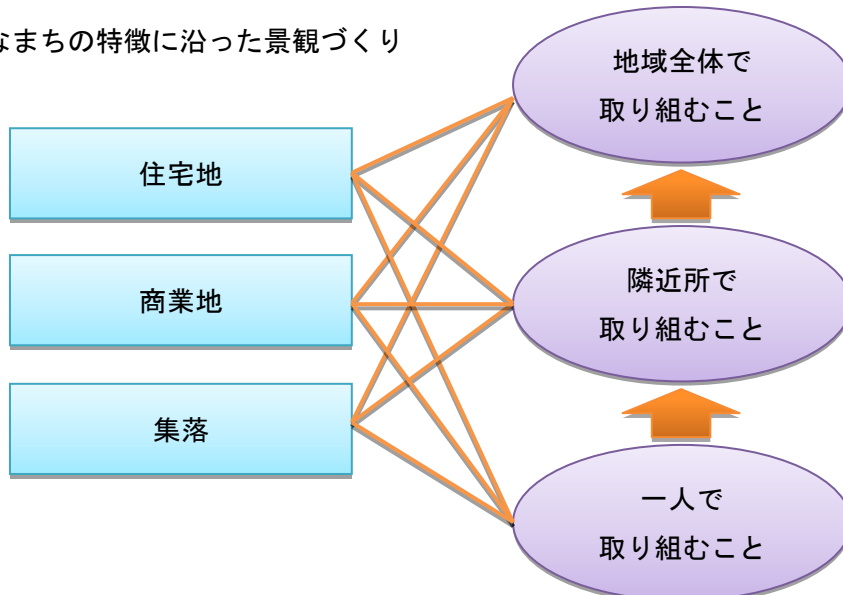 なまちの特徴に沿った景観づくり
住宅地
商業地
集落
地域全体で
取り組むこと
隣近所で
取り組むこと
一人で
取り組むこと